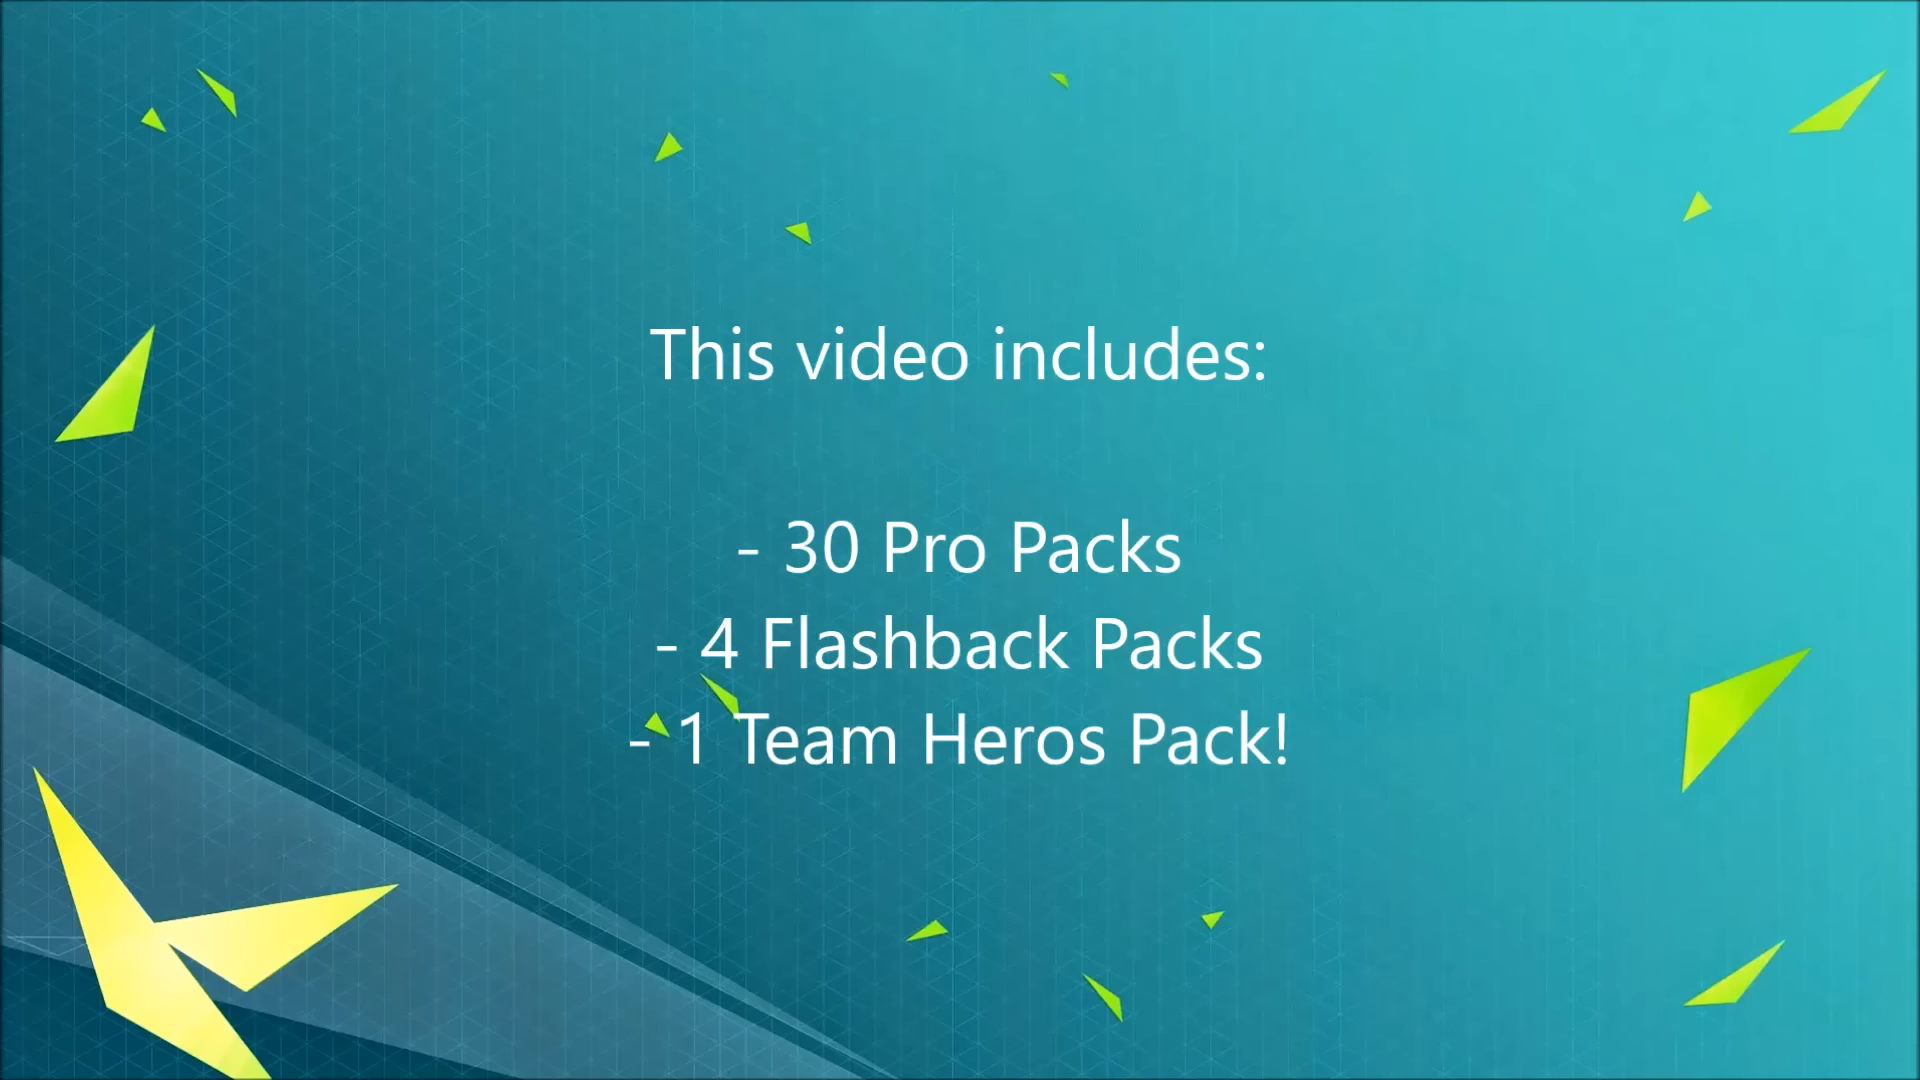 This video includes:
- 30 Pro Packs
- 4 Flashback Packs
- 1 Team Heros Pack!